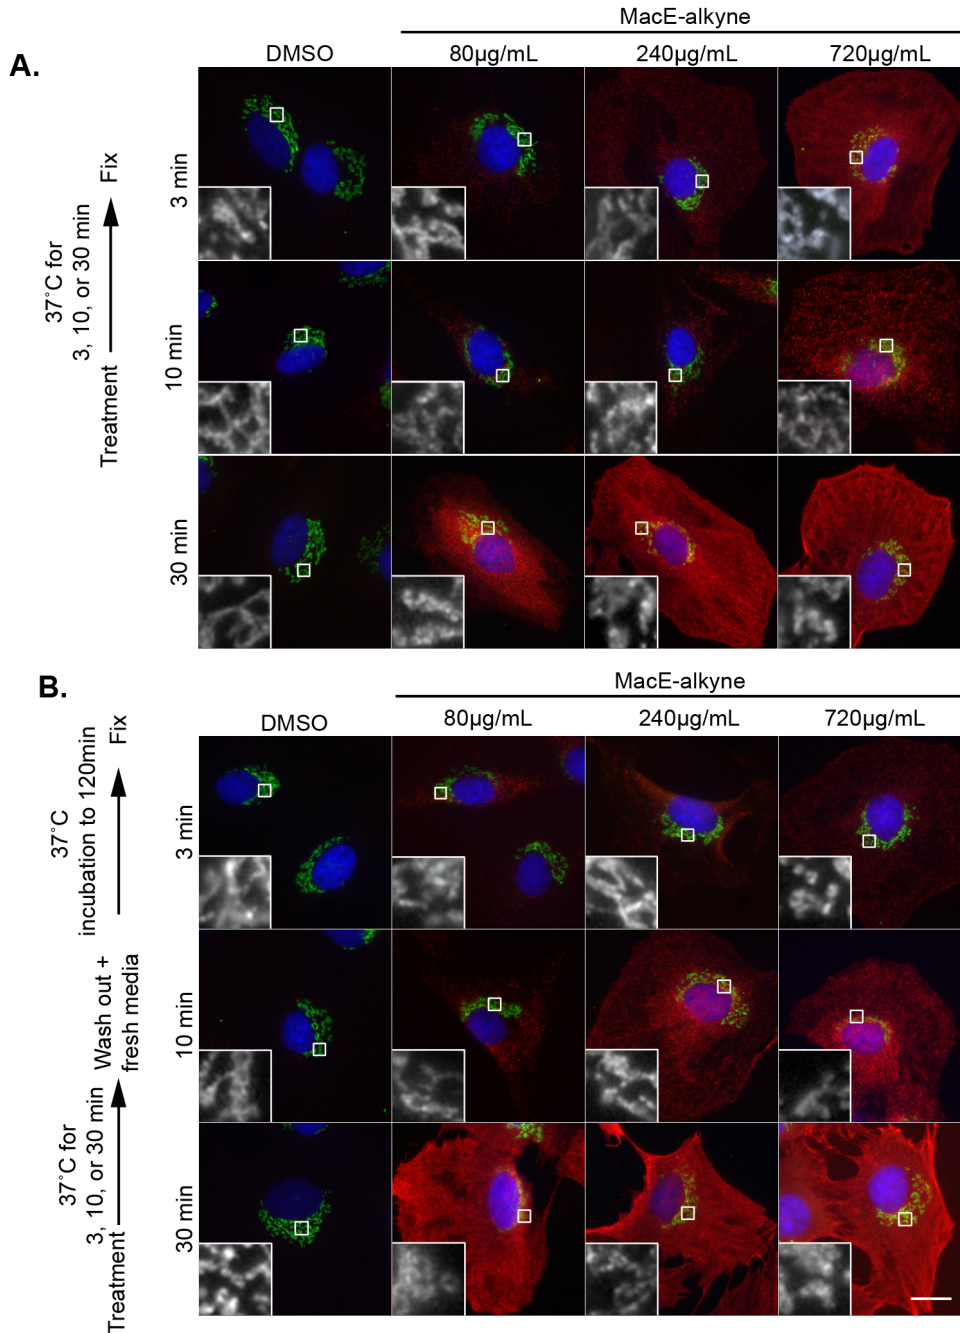 MacE-alkyne
A.
DMSO
80µg/mL
240µg/mL
720µg/mL
3 min
10 min
30 min
Treatment
37˚C for
3, 10, or 30 min
Fix
B.
MacE-alkyne
DMSO
80µg/mL
240µg/mL
720µg/mL
3 min
10 min
30 min
Treatment
37˚C for
3, 10, or 30 min
Wash out +
fresh media
37˚C
incubation to 120min
Fix